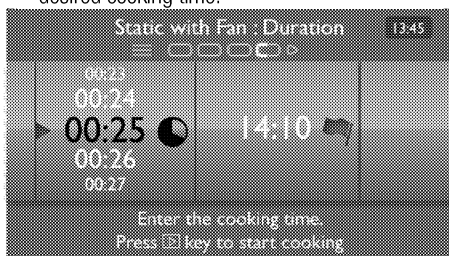 desired cooking time.
Static with Fan : Duration 13:45
00:23
00:24
00:25 14:10
00:26
00:27
Enter the cooking time.
Press key to start cooking